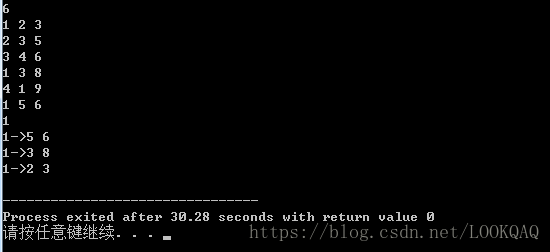 6
1 2 3
2 3 5
3 4 6
1 3 8
4 1 9
1 5 6
1
1->5 6
1->3 8
1->2 3
--------------------------------
Process exited after 30.28 seconds with return value 0
请按任意键继续. . .
https://blog.csdn.net/LOOKQAQ